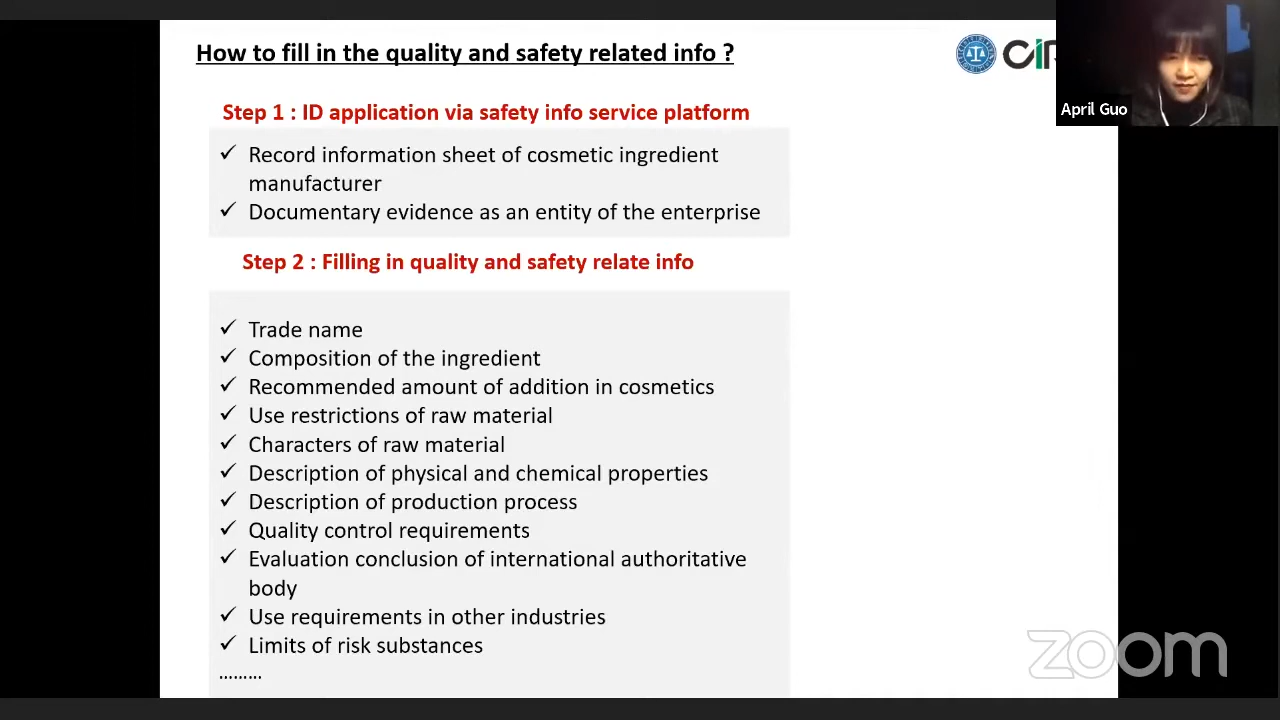 How to fill in the quality and safety related info ?
April Guo
Step 1 : ID application via safety info service platform
✓ Record information sheet of cosmetic ingredient
manufacturer
✓ Documentary evidence as an entity of the enterprise
Step 2 : Filling in quality and safety relate info
✓ Trade name
✓ Composition of the ingredient
✓ Recommended amount of addition in cosmetics
✓ Use restrictions of raw material
✓ Characters of raw material
✓ Description of physical and chemical properties
✓ Description of production process
✓ Quality control requirements
✓ Evaluation conclusion of international authoritative
body
✓ Use requirements in other industries
✓ Limits of risk substances
.........
zoom